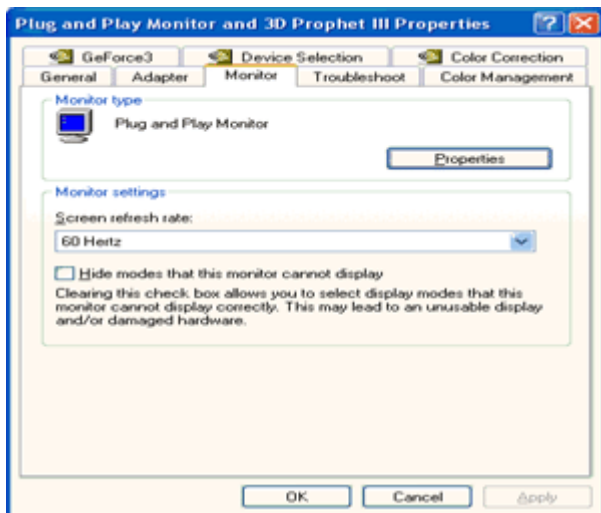 Plug and Play Monitor and 3D Prophet III Properties
GeForce3 Device Selection Color Correction
General Adapter Monitor Troubleshoot Color Management
Monitor type
Plug and Play Monitor
Properties
Monitor settings
Screen refresh rate:
60 Hertz
Hide modes that this monitor cannot display
Clearing this check box allows you to select display modes that this
monitor cannot display correctly. This may lead to an unusable display
and/or damaged hardware.
OK Cancel Apply